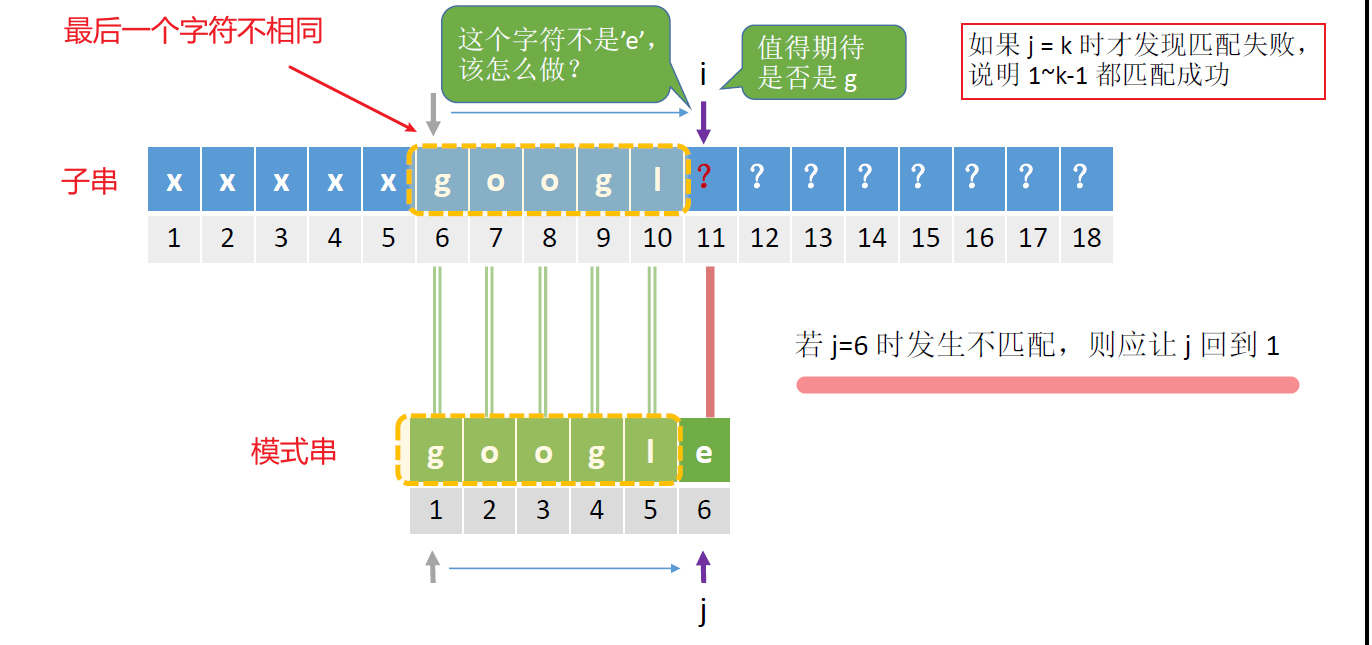 最后一个字符不相同
这个字符不是’e’，
该怎么做？
i
值得期待
是否是 g
如果 j = k 时才发现匹配失败，
说明 1~k-1 都匹配成功
子串
x x x x x g o o g l ? ? ? ? ? ? ? ?
1 2 3 4 5 6 7 8 9 10 11 12 13 14 15 16 17 18
若 j=6 时发生不匹配，则应让 j 回到 1
模式串
g o o g l e
1 2 3 4 5 6
j